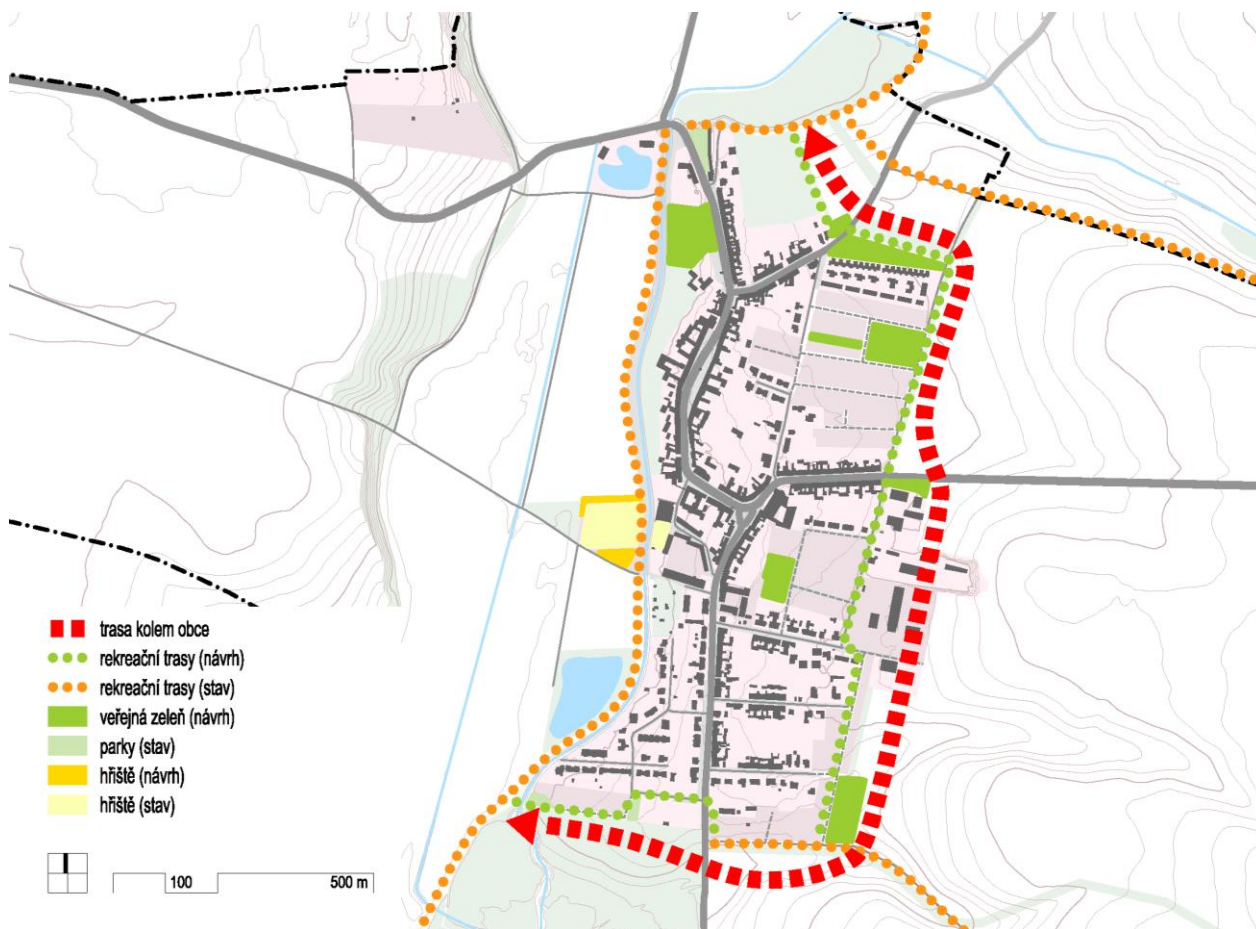 trasa kolem obce
rekreační trasy (návrh)
rekreační trasy (stav)
veřejná zeleň (návrh)
parky (stav)
hřiště (návrh)
hřiště (stav)
100 500 m